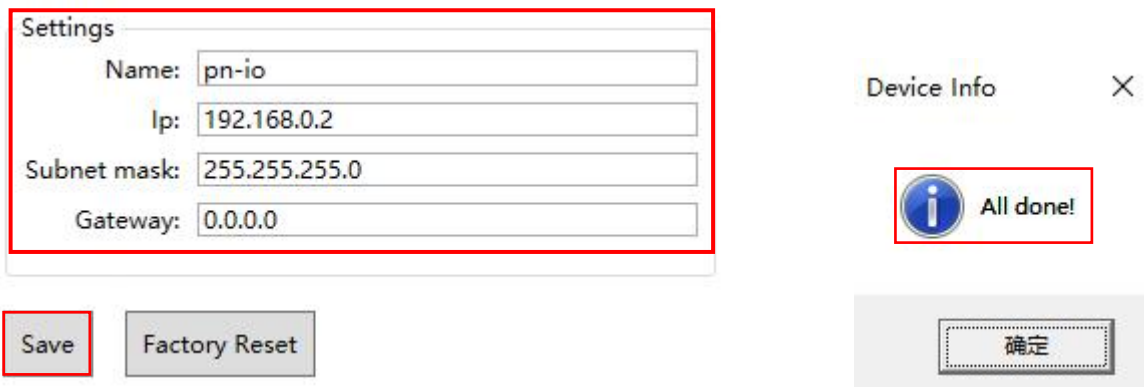 Settings
Name: pn-io
Ip: 192.168.0.2
Subnet mask: 255.255.255.0
Gateway: 0.0.0.0
Save
Factory Reset
Device Info
All done!
确定